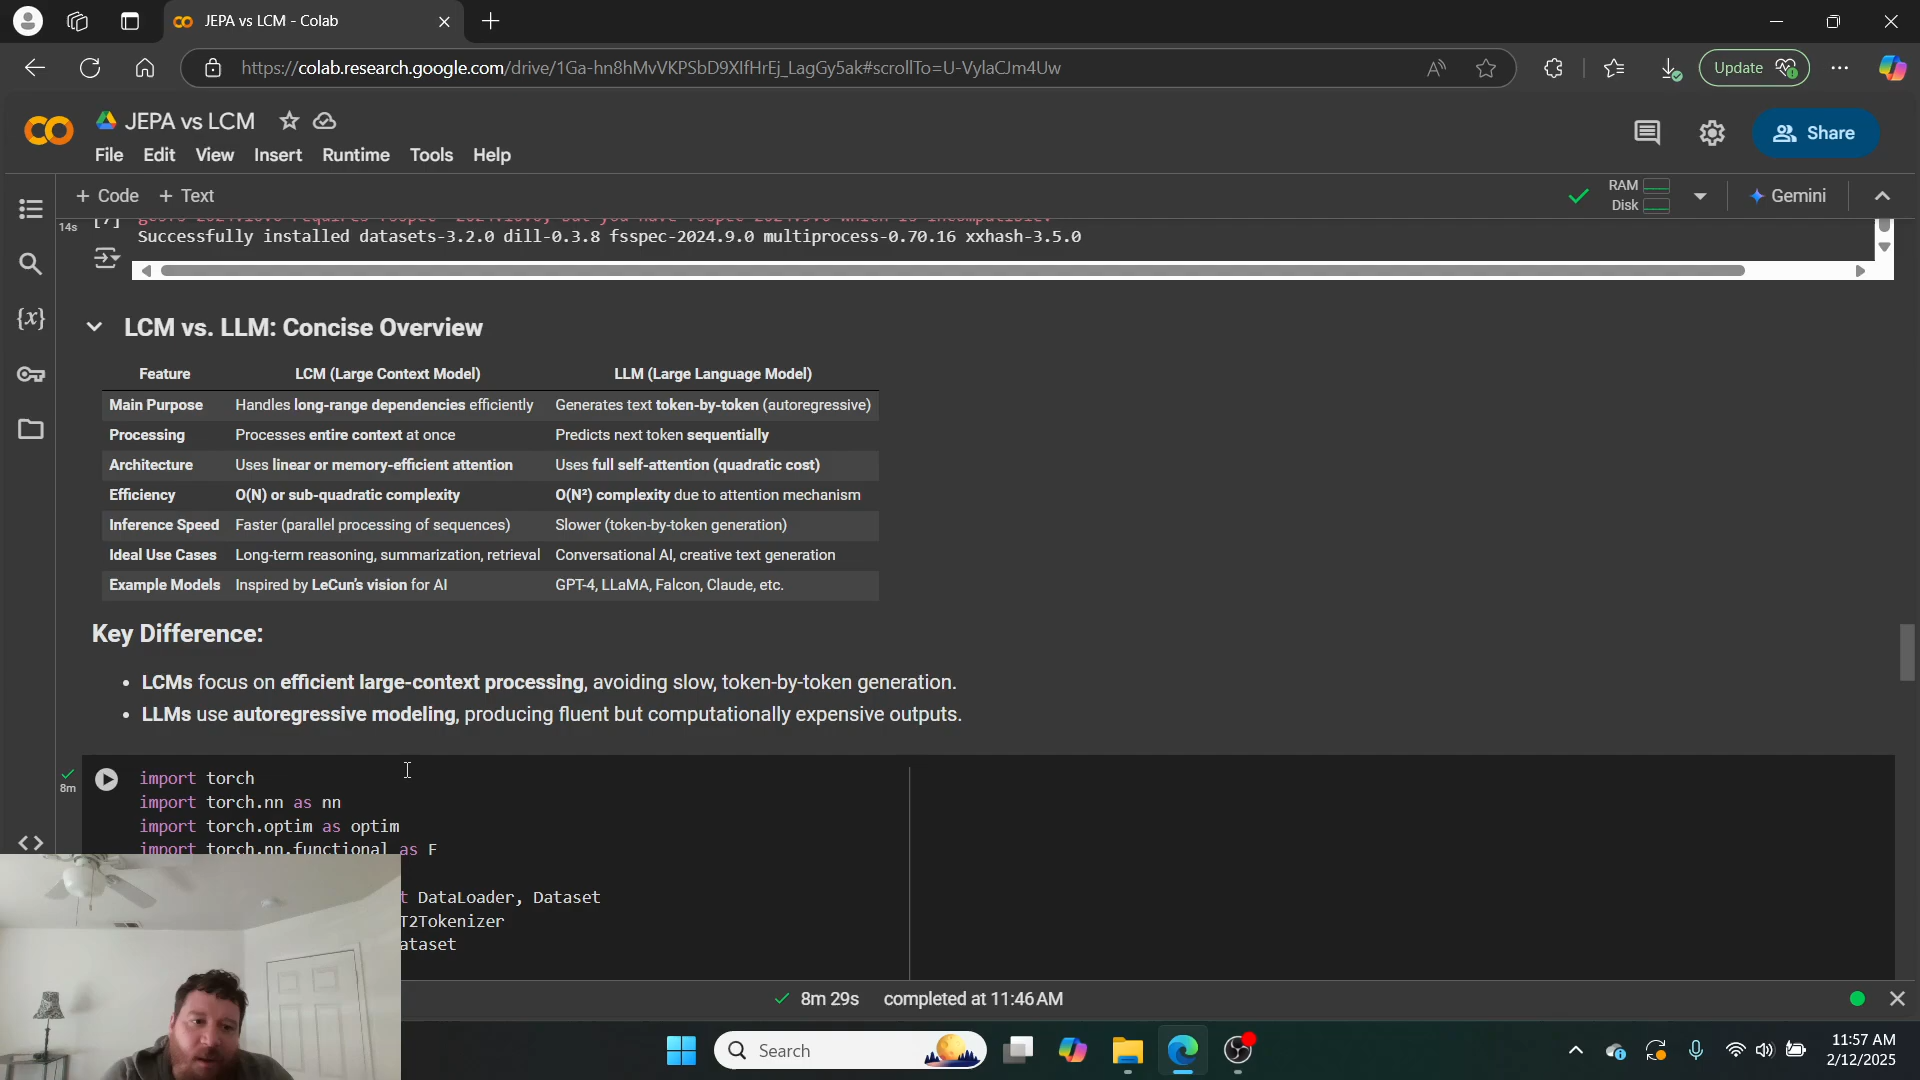 JEPA vs LCM - Colab
https://colab.research.google.com/drive/1Ga-hn8hMvVKPSbD9XIfHrEj_LagGy5ak#scrollTo=U-VylaCJm4Uw
Update
JEPA vs LCM
File Edit View Insert Runtime Tools Help
Share
+ Code + Text
RAM
Disk
Gemini
14s
Successfully installed datasets-3.2.0 dill-0.3.8 fsspec-2024.9.0 multiprocess-0.70.16 xxhash-3.5.0
LCM vs. LLM: Concise Overview
Feature LCM (Large Context Model) LLM (Large Language Model)
Main Purpose Handles long-range dependencies efficiently Generates text token-by-token (autoregressive)
Processing Processes entire context at once Predicts next token sequentially
Architecture Uses linear or memory-efficient attention Uses full self-attention (quadratic cost)
Efficiency O(N) or sub-quadratic complexity O(N²) complexity due to attention mechanism
Inference Speed Faster (parallel processing of sequences) Slower (token-by-token generation)
Ideal Use Cases Long-term reasoning, summarization, retrieval Conversational AI, creative text generation
Example Models Inspired by LeCun's vision for AI GPT-4, LLaMA, Falcon, Claude, etc.
Key Difference:
• LCMs focus on efficient large-context processing, avoiding slow, token-by-token generation.
• LLMs use autoregressive modeling, producing fluent but computationally expensive outputs.
8m
import torch
import torch.nn as nn
import torch.optim as optim
import torch.nn.functional as F
t DataLoader, Dataset
T2Tokenizer
ataset
8m 29s completed at 11:46 AM
Search
11:57 AM
2/12/2025